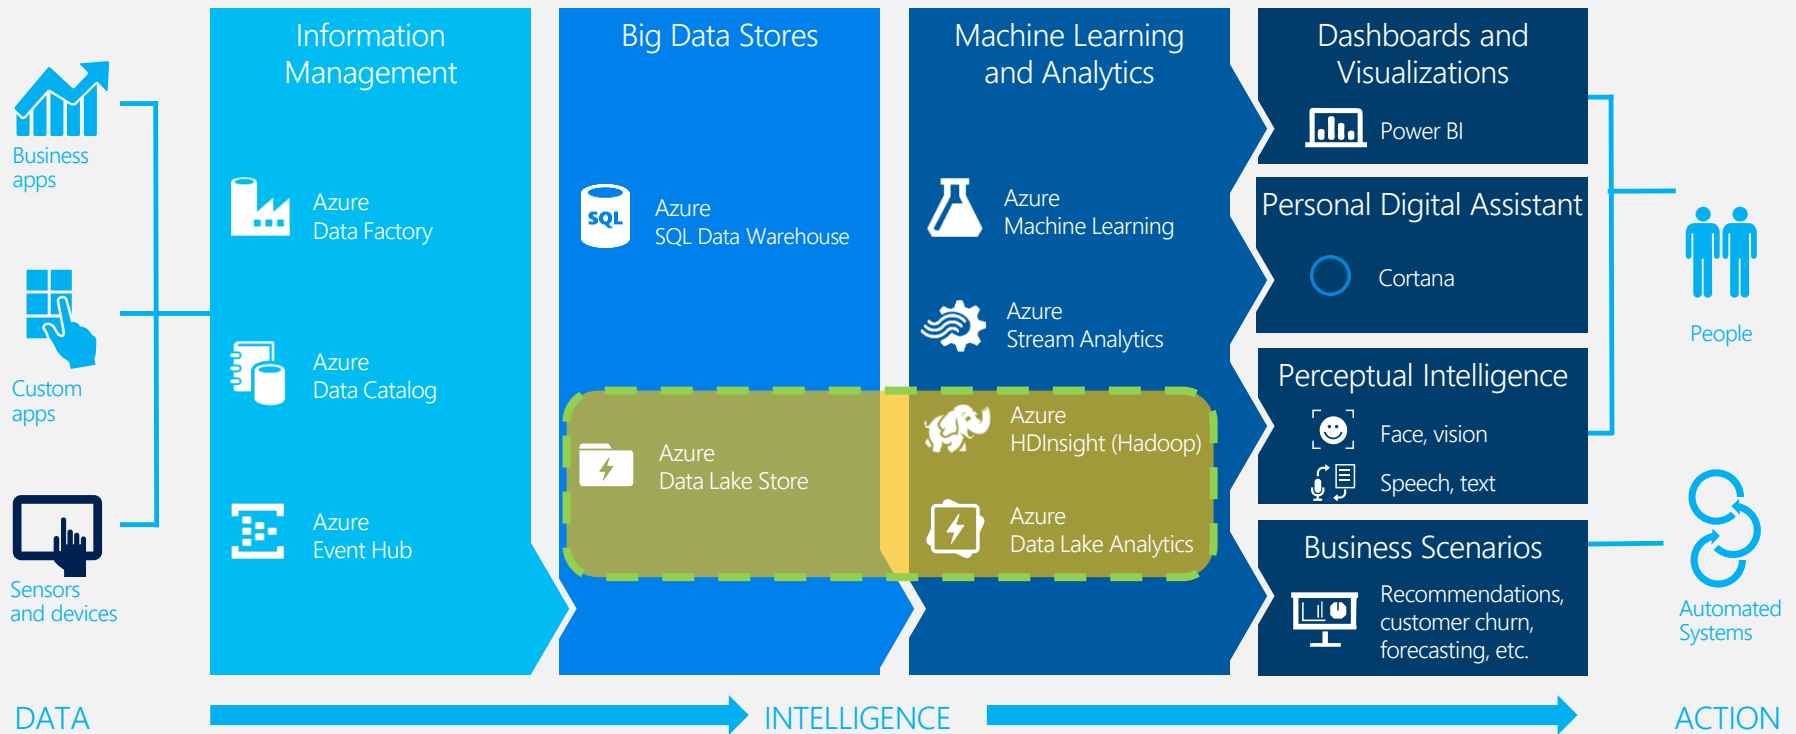 Business
apps
Custom
apps
Sensors
and devices
Information
Management
Azure
Data Factory
Azure
Data Catalog
Azure
Event Hub
Big Data Stores
SQL
Azure
SQL Data Warehouse
Azure
Data Lake Store
Machine Learning
and Analytics
Azure
Machine Learning
Azure
Stream Analytics
Azure
HDInsight (Hadoop)
Azure
Data Lake Analytics
Dashboards and
Visualizations
Power BI
Personal Digital Assistant
Cortana
Perceptual Intelligence
Face, vision
Speech, text
Business Scenarios
Recommendations,
customer churn,
forecasting, etc.
People
Automated
Systems
DATA
INTELLIGENCE
ACTION